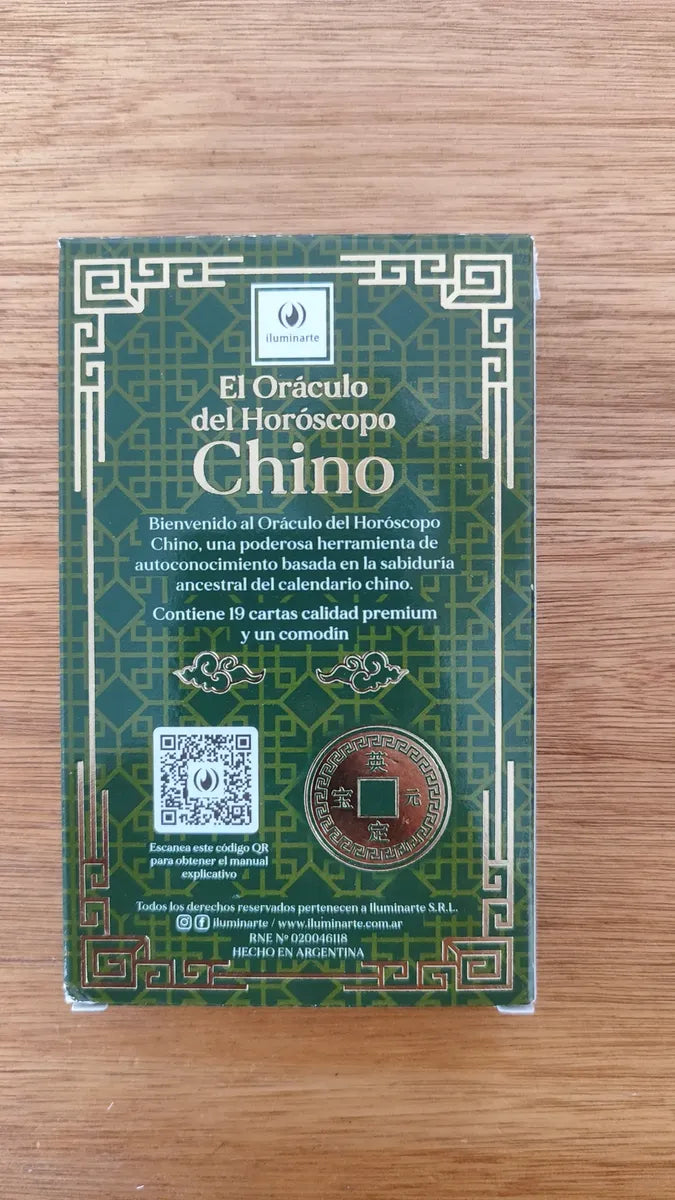 iluminarte
El Oráculo
del Horóscopo
Chino
Bienvenido al Oráculo del Horóscopo
Chino, una poderosa herramienta de
autoconocimiento basada en la sabiduría
ancestral del calendario chino.
Contiene 19 cartas calidad premium
y un comodín
Escanea este código QR
para obtener el manual
explicativo
英
元
定
Todos los derechos reservados pertenecen a Iluminarte S.R.L.
iluminarte / www.iluminarte.com.ar
RNE Nº 020046118
HECHO EN ARGENTINA